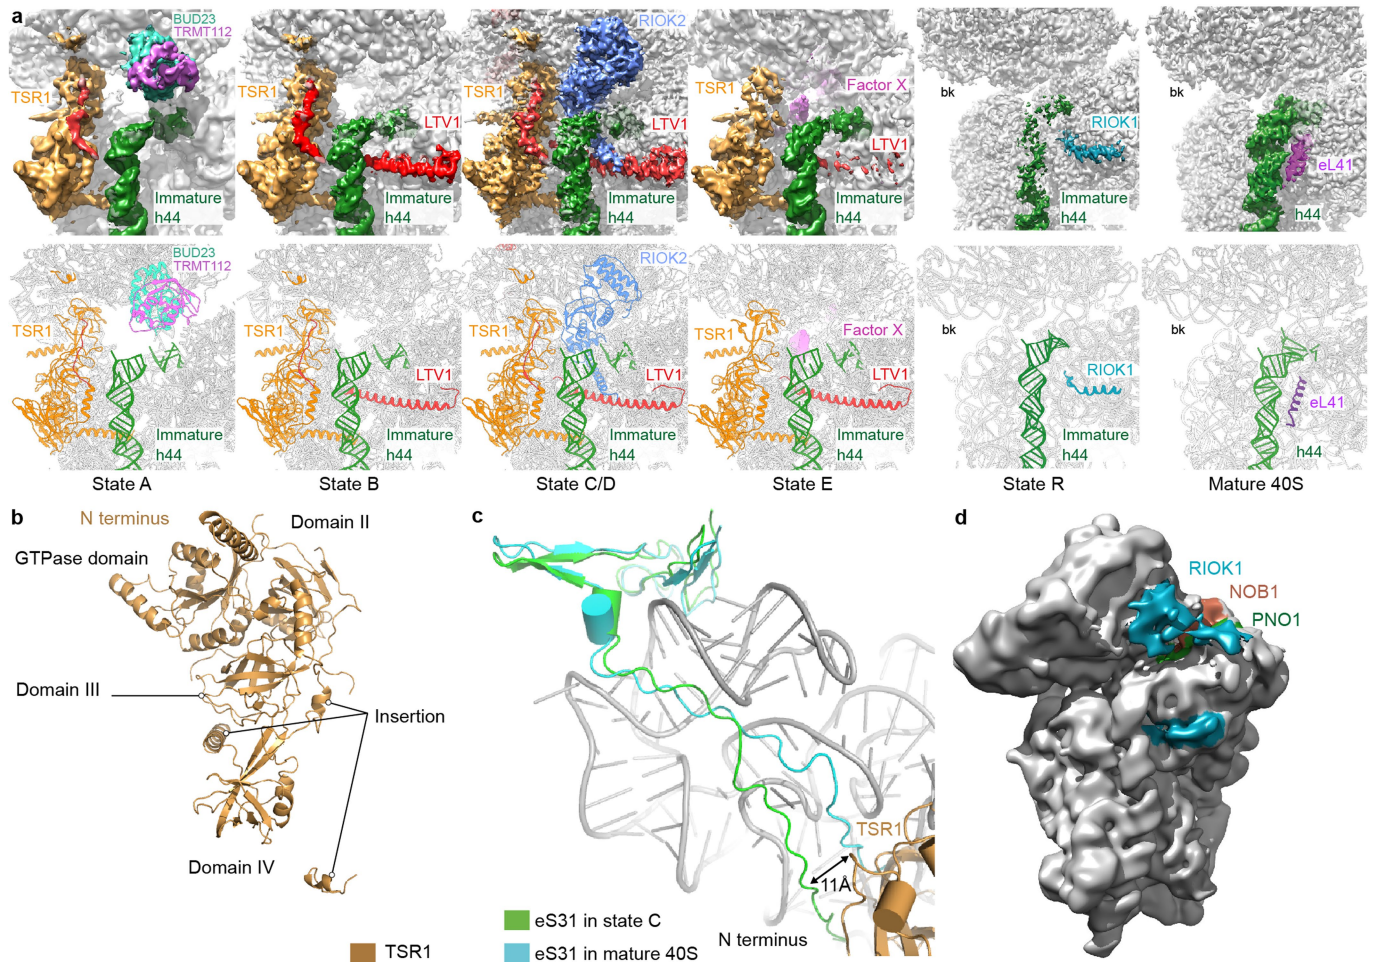 a
BUD23
TRMT112
TSR1
Immature
h44
TSR1
LTV1
Immature
h44
RIOK2
TSR1
LTV1
Immature
h44
TSR1
Factor X
LTV1
Immature
h44
bk
RIOK1
Immature
h44
bk
eL41
h44
BUD23
TRMT112
TSR1
Immature
h44
TSR1
LTV1
Immature
h44
RIOK2
TSR1
LTV1
Immature
h44
TSR1
Factor X
LTV1
Immature
h44
bk
RIOK1
Immature
h44
bk
eL41
h44
State A
State B
State C/D
State E
State R
Mature 40S
b
N terminus
Domain II
GTPase domain
Domain III
Insertion
Domain IV
TSR1
c
TSR1
11Å
N terminus
eS31 in state C
eS31 in mature 40S
d
RIOK1
NOB1
PNO1